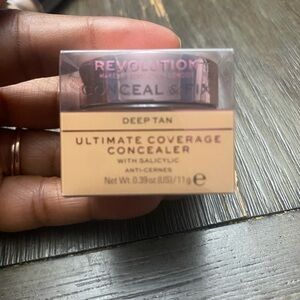 REVOLUTION
CONCEAL & FIX
DEEP TAN
ULTIMATE COVERAGE
CONCEALER
WITH SALICYLIC
ANTI-CERNES
Net Wt. 0.39oz (US)/11g ℮